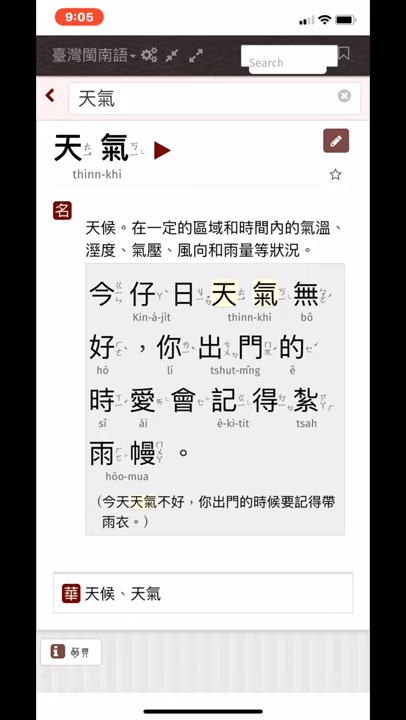 9:05
臺灣閩南語
Search
天氣
天氣
thinn-khì
名
天候。在一定的區域和時間內的氣溫、
溼度、氣壓、風向和雨量等狀況。
今仔日天氣無
Kin-á-ji̍t thinn-khì bô
好，你出門的
hó lí tshut-mn̂g ê
時愛會記得紮
sî ài ē-kì-tit tsah
雨幔。
hōo-mua
（今天天氣不好，你出門的時候要記得帶
雨衣。）
華 天候、天氣
萌典